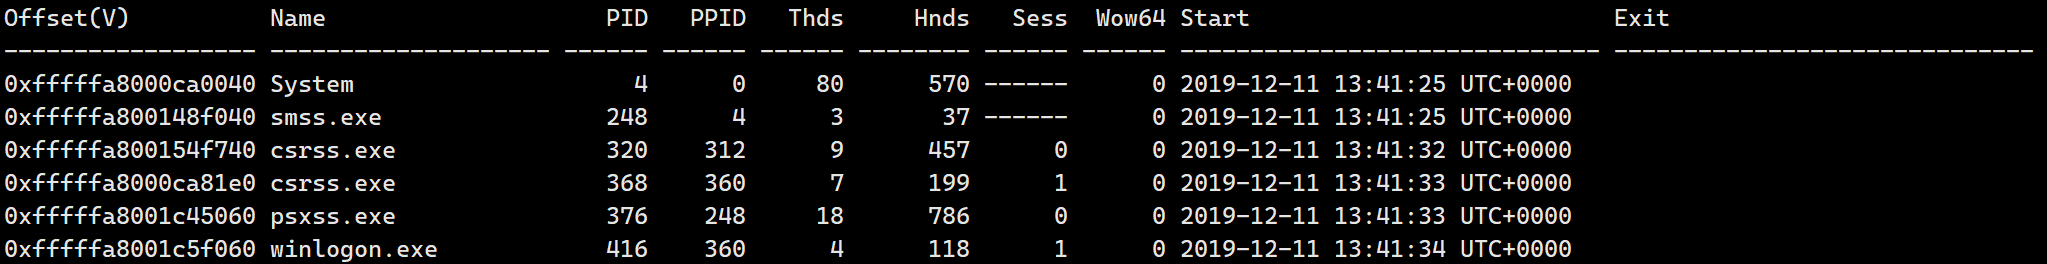 Offset(V)          Name                    PID   PPID   Thds     Hnds   Sess  Wow64 Start                          Exit
------------------ -------------------- ------ ------ ------ -------- ------ ------ ------------------------------ ------------------------------
0xfffffa8000ca0040 System                    4      0     80      570 ------      0 2019-12-11 13:41:25 UTC+0000
0xfffffa800148f040 smss.exe                248      4      3       37 ------      0 2019-12-11 13:41:25 UTC+0000
0xfffffa800154f740 csrss.exe               320    312      9      457      0      0 2019-12-11 13:41:32 UTC+0000
0xfffffa8000ca81e0 csrss.exe               368    360      7      199      1      0 2019-12-11 13:41:33 UTC+0000
0xfffffa8001c45060 psxss.exe               376    248     18      786      0      0 2019-12-11 13:41:33 UTC+0000
0xfffffa8001c5f060 winlogon.exe            416    360      4      118      1      0 2019-12-11 13:41:34 UTC+0000